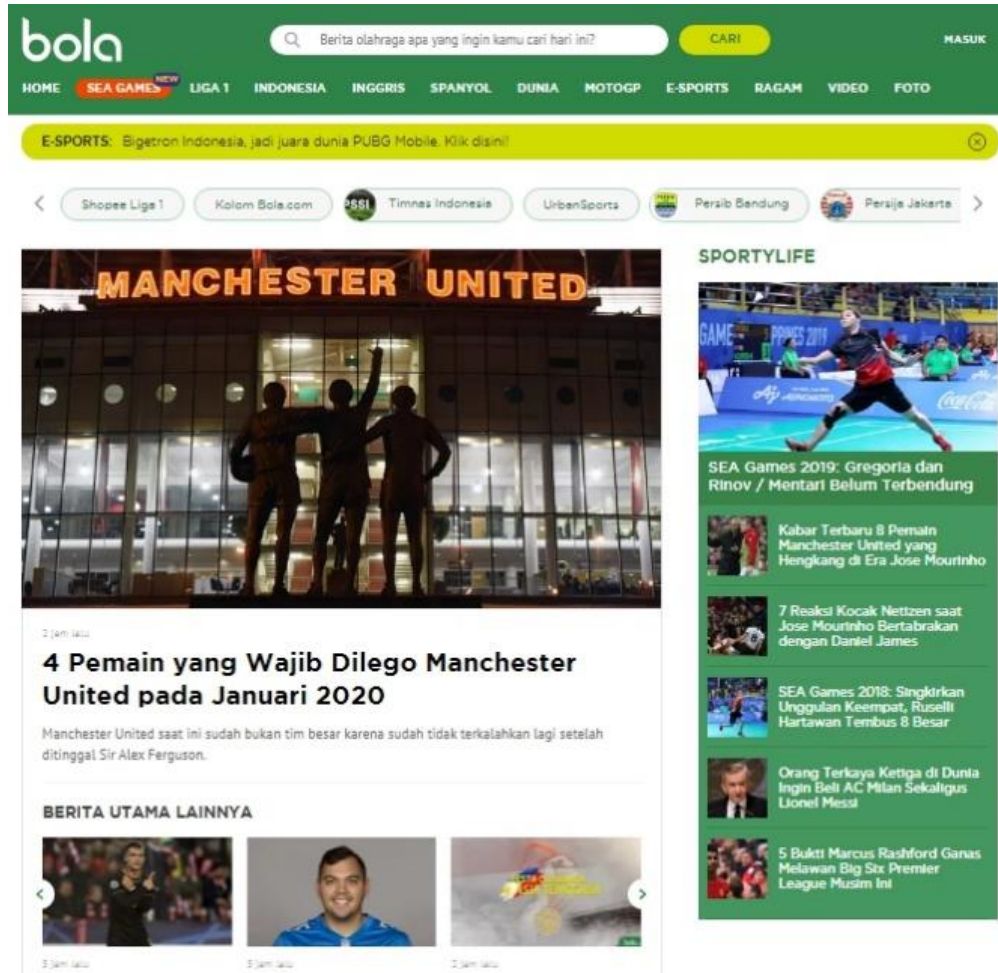 bola
Berita olahraga apa yang ingin kamu cari hari ini?
CARI
MASUK
HOME
SEA GAMES
NEW
LIGA 1
INDONESIA
INGGRIS
SPANYOL
DUNIA
MOTOGP
E-SPORTS
RAGAM
VIDEO
FOTO
E-SPORTS: Bigetron Indonesia, jadi juara dunia PUBG Mobile. Klik disini!
Shopee Liga 1
Kolom Bola.com
PSSI
Timnas Indonesia
UrbanSports
Persib Bandung
Persija Jakarta
MANCHESTER UNITED
2 jam lalu
4 Pemain yang Wajib Dilego Manchester
United pada Januari 2020
Manchester United saat ini sudah bukan tim besar karena sudah tidak terkalahkan lagi setelah
ditinggal Sir Alex Ferguson.
BERITA UTAMA LAINNYA
3 jam lalu
3 jam lalu
2 jam lalu
SPORTYLIFE
GAME
PPINES 2019
AJINOMOTO
Coca-Cola
SEA Games 2019: Gregoria dan
Rinov / Mentari Belum Terbendung
Kabar Terbaru 8 Pemain
Manchester United yang
Hengkang di Era Jose Mourinho
7 Reaksi Kocak Netizen saat
Jose Mourinho Bertabrakan
dengan Daniel James
SEA Games 2018: Singkirkan
Unggulan Keempat, Ruselli
Hartawan Tembus 8 Besar
Orang Terkaya Ketiga di Dunia
Ingin Beli AC Milan Sekaligus
Lionel Messi
5 Bukti Marcus Rashford Ganas
Melawan Big Six Premier
League Musim Ini